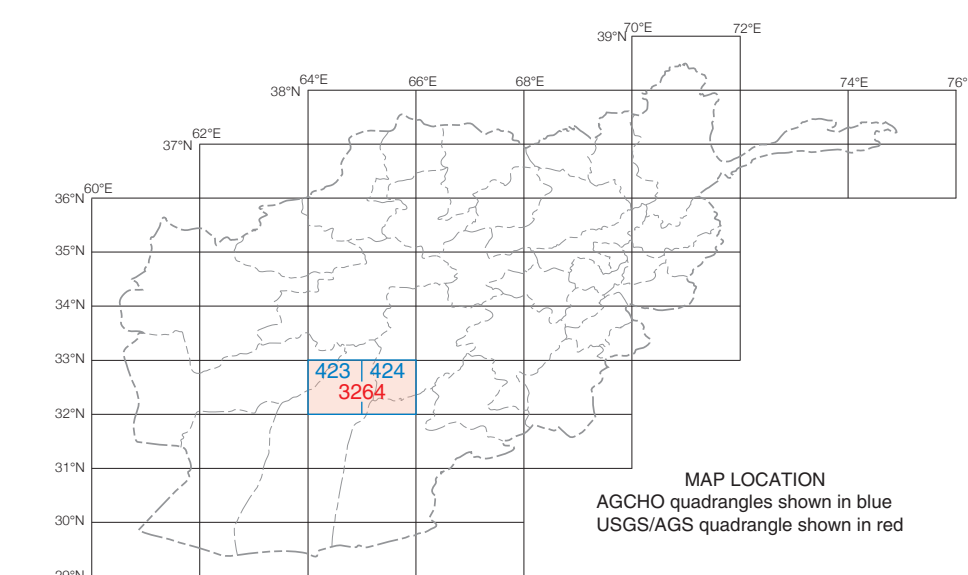 70°E 72°E
39°N
64°E 66°E 68°E 74°E 76°
38°N
62°E
37°N
60°E
36°N
35°N
34°N
33°N
423 424
3264
32°N
31°N
MAP LOCATION
AGCHO quadrangles shown in blue
USGS/AGS quadrangle shown in red
30°N
29°N